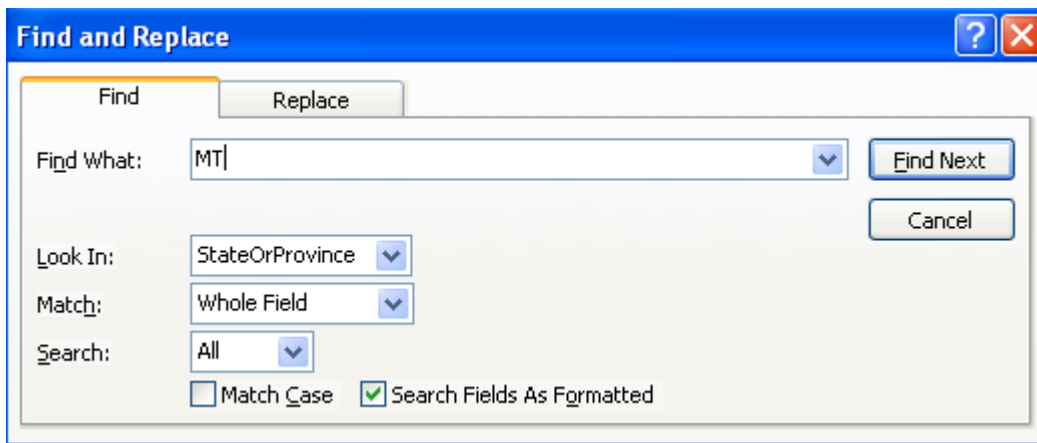 Find and Replace
Find Replace
Find What: MT Find Next
Cancel
Look In: StateOrProvince
Match: Whole Field
Search: All
Match Case Search Fields As Formatted